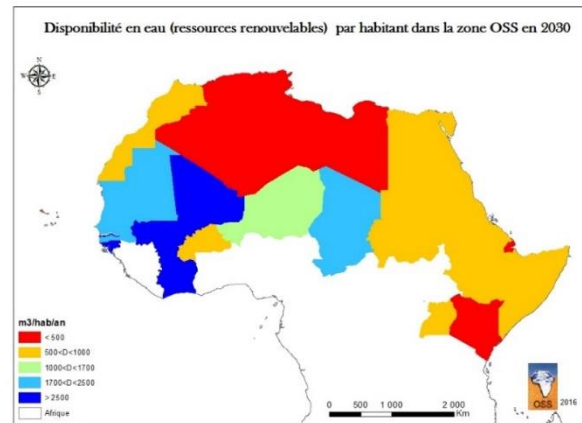 Disponibilité en eau (ressources renouvelables) par habitant dans la zone OSS en 2030
N
W E
S
m3/hab/an
< 500
500<D<1000
1000<D<1700
1700<D<2500
> 2500
Afrique
0 500 1 000 2 000
Km
OSS
2016